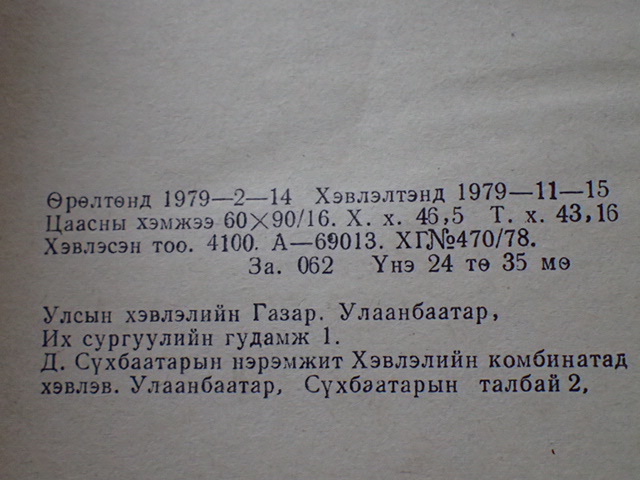 Өрөлтөнд 1979—2—14 Хэвлэлтэнд 1979—11—15
Цаасны хэмжээ 60×90/16. Х. х. 46,5 Т. х. 43,16
Хэвлэсэн тоо. 4100. А—69013. ХГ№470/78.
За. 062 Үнэ 24 тө 35 мө
Улсын хэвлэлийн Газар. Улаанбаатар,
Их сургуулийн гудамж 1.
Д. Сүхбаатарын нэрэмжит Хэвлэлийн комбинатад
хэвлэв. Улаанбаатар, Сүхбаатарын талбай 2,